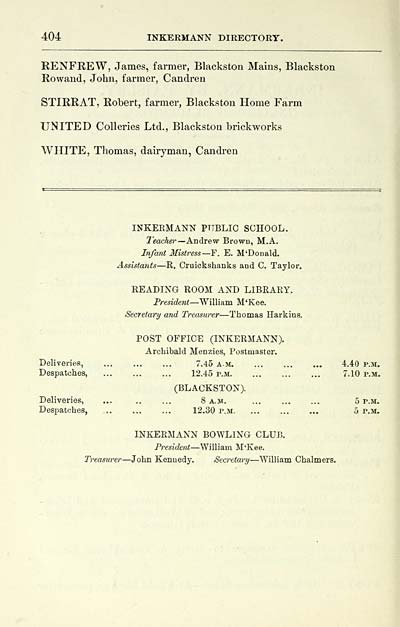 404 INKERMANN DIRECTORY.
RENFREW, James, farmer, Blackston Mains, Blackston
Rowand, John, farmer, Candren
STIRRAT, Robert, farmer, Blackston Home Farm
UNITED Colleries Ltd., Blackston brickworks
WHITE, Thomas, dairyman, Candren
INKERMANN PUBLIC SCHOOL.
Teacher—Andrew Brown, M.A.
Infant Mistress—F. E. M‘Donald.
Assistants—R. Cruickshanks and C. Taylor.
READING ROOM AND LIBRARY.
President—William M‘Kee.
Secretary and Treasurer—Thomas Harkins.
POST OFFICE (INKERMANN).
Archibald Menzies, Postmaster.
Deliveries, ... ... ... 7.45 A.M. ... ... ... 4.40 P.M.
Despatches, ... ... ... 12.45 P.M. ... ... ... 7.10 P.M.
(BLACKSTON).
Deliveries, ... .. ... 8 A.M. ... ... ... 5 P.M.
Despatches, .. ... ... 12.30 P.M. ... ... ... 5 P.M.
INKERMANN BOWLING CLUB.
President—William M‘Kee.
Treasurer—John Kennedy. Secretary—William Chalmers.